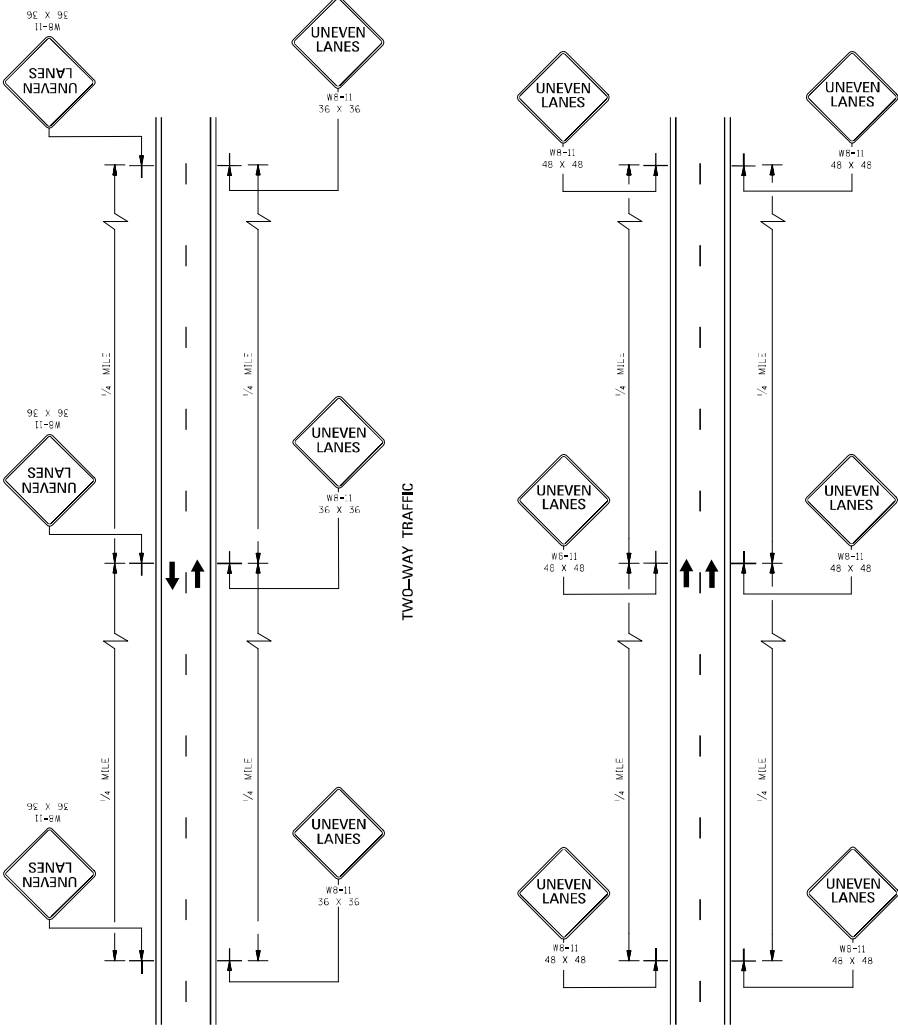 W8-11
36 X 36
UNEVEN
LANES
UNEVEN
LANES
W8-11
36 X 36
1/4 MILE
1/4 MILE
W8-11
36 X 36
UNEVEN
LANES
UNEVEN
LANES
W8-11
36 X 36
1/4 MILE
1/4 MILE
W8-11
36 X 36
UNEVEN
LANES
UNEVEN
LANES
W8-11
36 X 36
TWO-WAY TRAFFIC
UNEVEN
LANES
W8-11
48 X 48
UNEVEN
LANES
W8-11
48 X 48
1/4 MILE
1/4 MILE
UNEVEN
LANES
W8-11
48 X 48
UNEVEN
LANES
W8-11
48 X 48
1/4 MILE
1/4 MILE
UNEVEN
LANES
W8-11
48 X 48
UNEVEN
LANES
W8-11
48 X 48